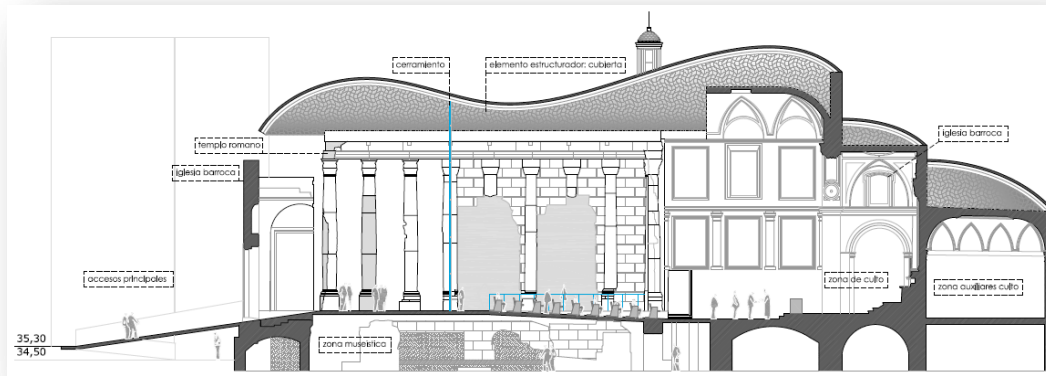 cerramiento
elemento estructurador: cubierta
templo romano
iglesia barroca
iglesia barroca
accesos principales
zona de culto
zona auxiliares culto
35,30
34,50
zona museística